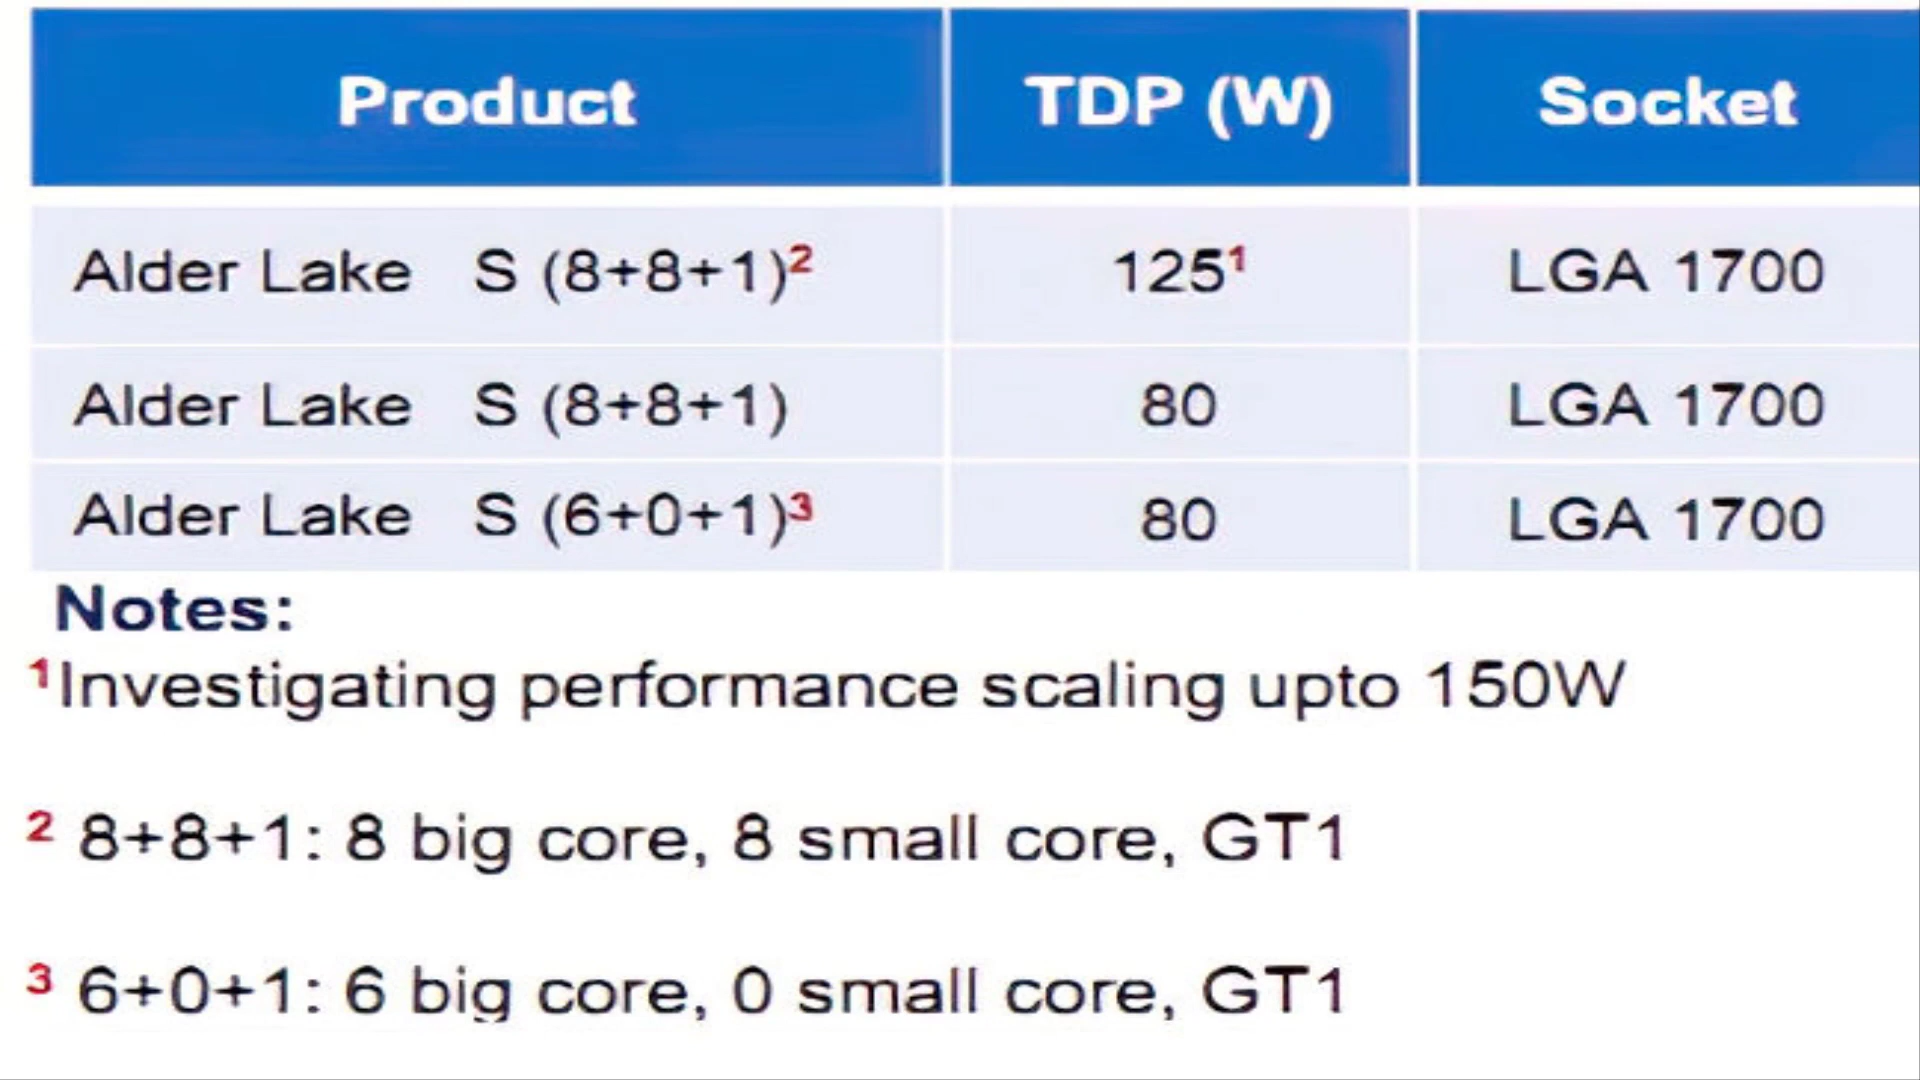 Product TDP (W) Socket
Alder Lake S (8+8+1)² 125¹ LGA 1700
Alder Lake S (8+8+1) 80 LGA 1700
Alder Lake S (6+0+1)³ 80 LGA 1700
Notes:
¹Investigating performance scaling upto 150W
² 8+8+1: 8 big core, 8 small core, GT1
³ 6+0+1: 6 big core, 0 small core, GT1